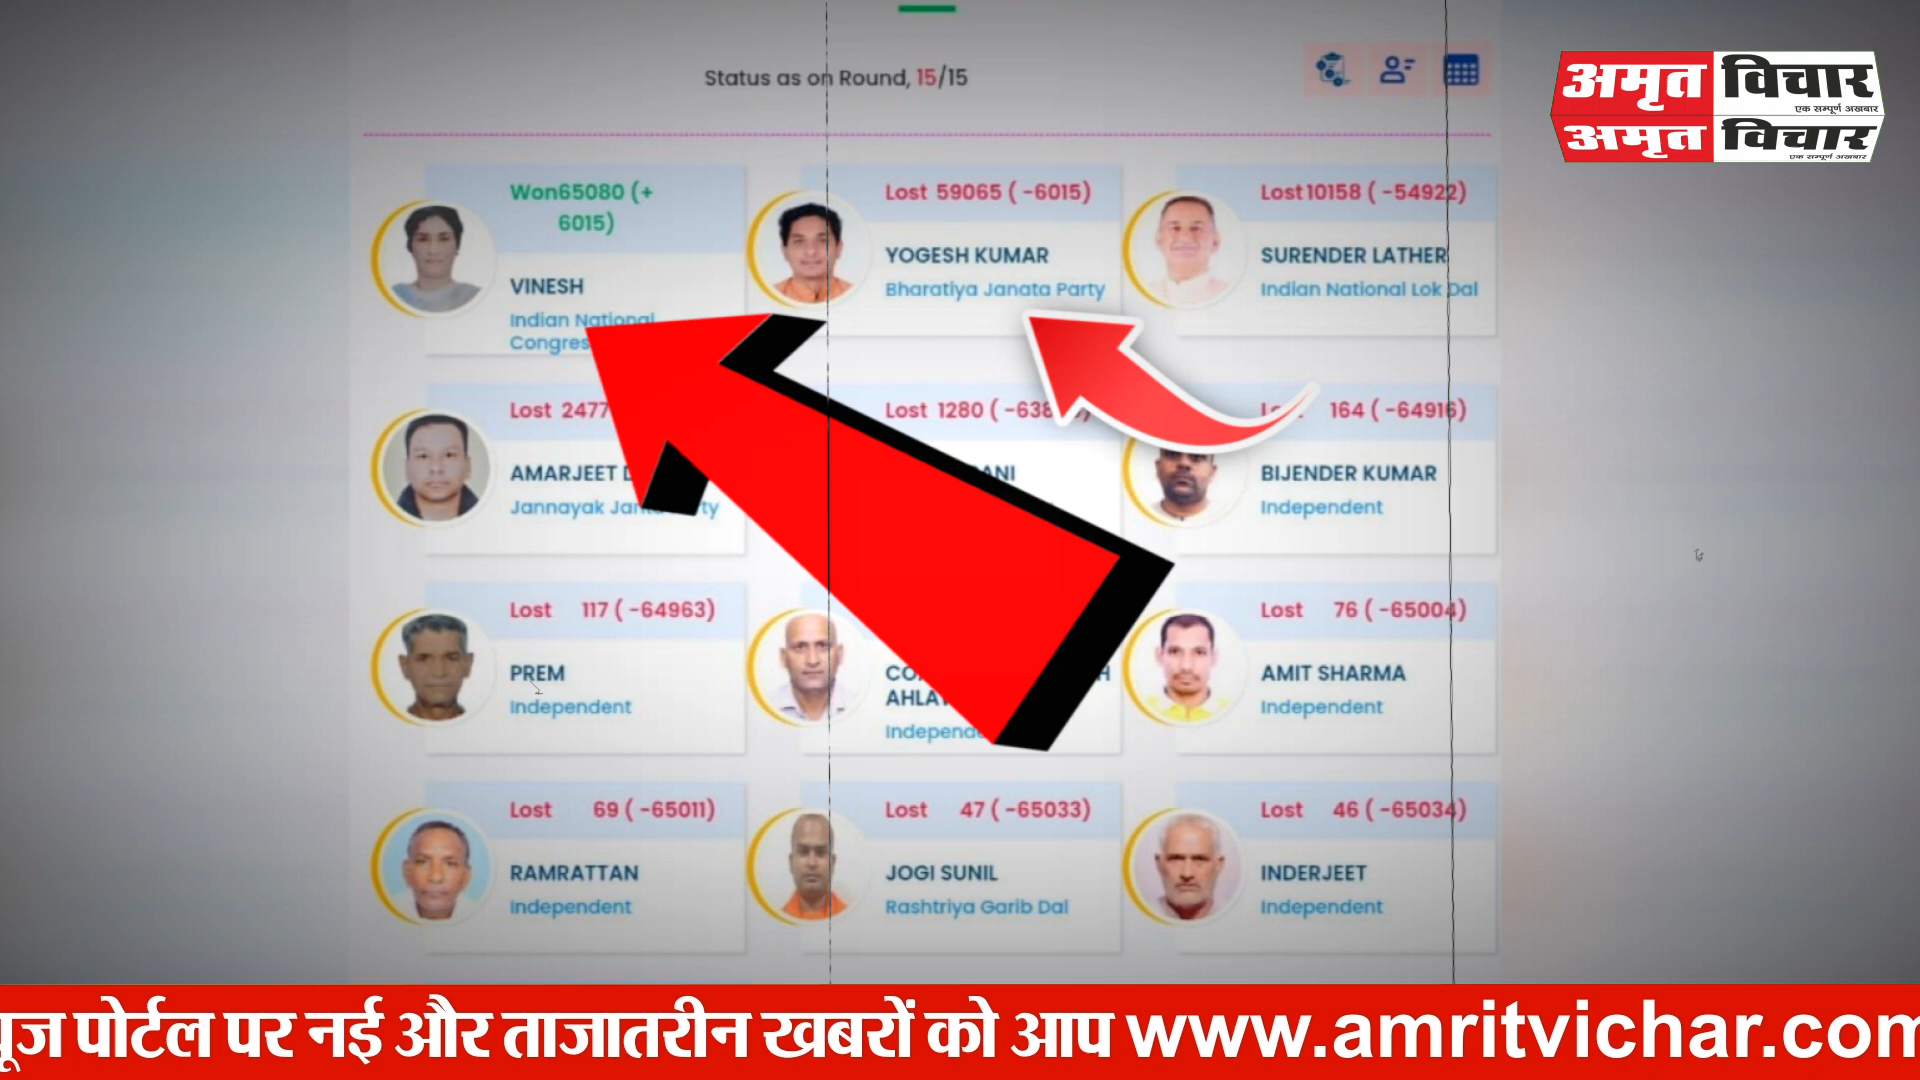 Status as on Round, 15/15
अमृत विचार
एक सम्पूर्ण अखबार
अमृत विचार
एक सम्पूर्ण अखबार
Won65080 (+
6015)
VINESH
Indian National
Lost 59065 ( -6015)
YOGESH KUMAR
Bharatiya Janata Party
Lost 10158 ( -54922)
SURENDER LATHER
Indian National Lok Dal
Lost 2477
AMARJEET
Jannayak
Lost 1280 (
164 ( -64916)
BIJENDER KUMAR
Independent
Lost 117 ( -64963)
PREM
Independent
Lost 76 ( -65004)
AMIT SHARMA
Independent
Lost 69 ( -65011)
RAMRATTAN
Independent
Lost 47 ( -65033)
JOGI SUNIL
Rashtriya Garib Dal
Lost 46 ( -65034)
INDERJEET
Independent
पोर्टल पर नई और ताजातरीन खबरों को आप www.amritvichar.com